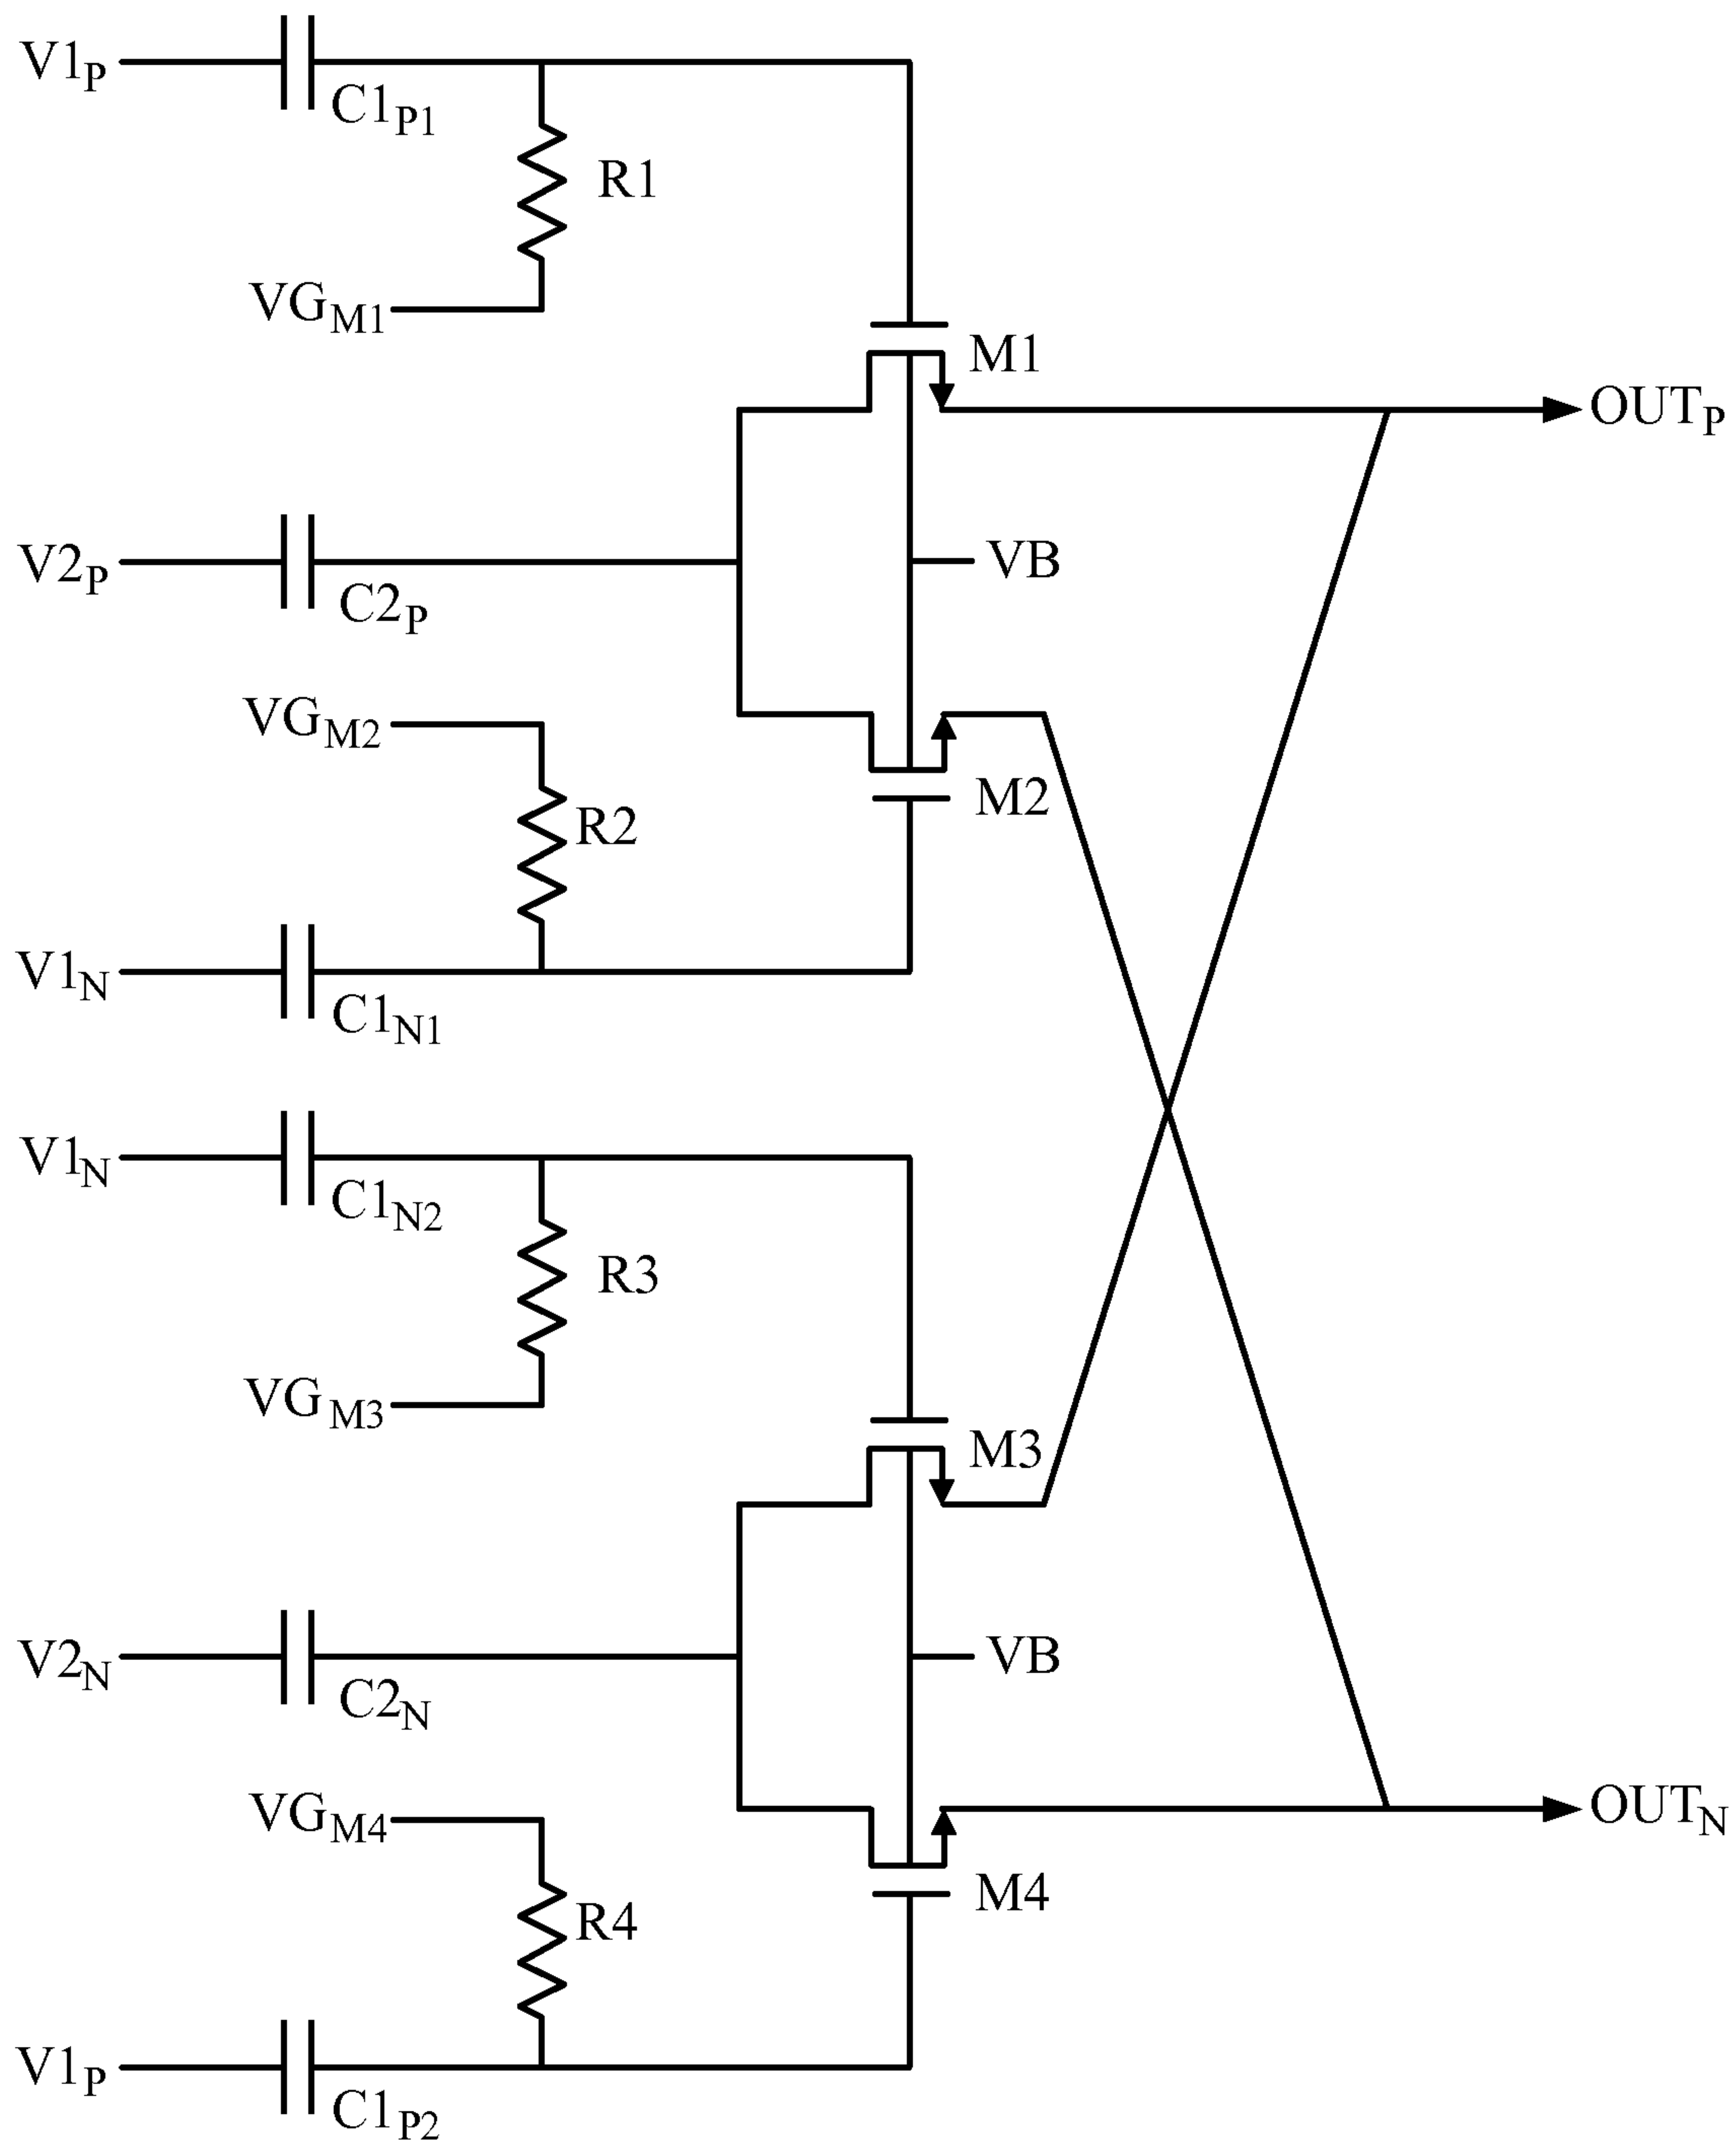 V1P
C1P1
R1
VGM1
M1
OUTP
V2P
C2P
VB
VGM2
R2
M2
V1N
C1N1
V1N
C1N2
R3
VGM3
M3
V2N
C2N
VB
VGM4
OUTN
R4
M4
V1P
C1P2